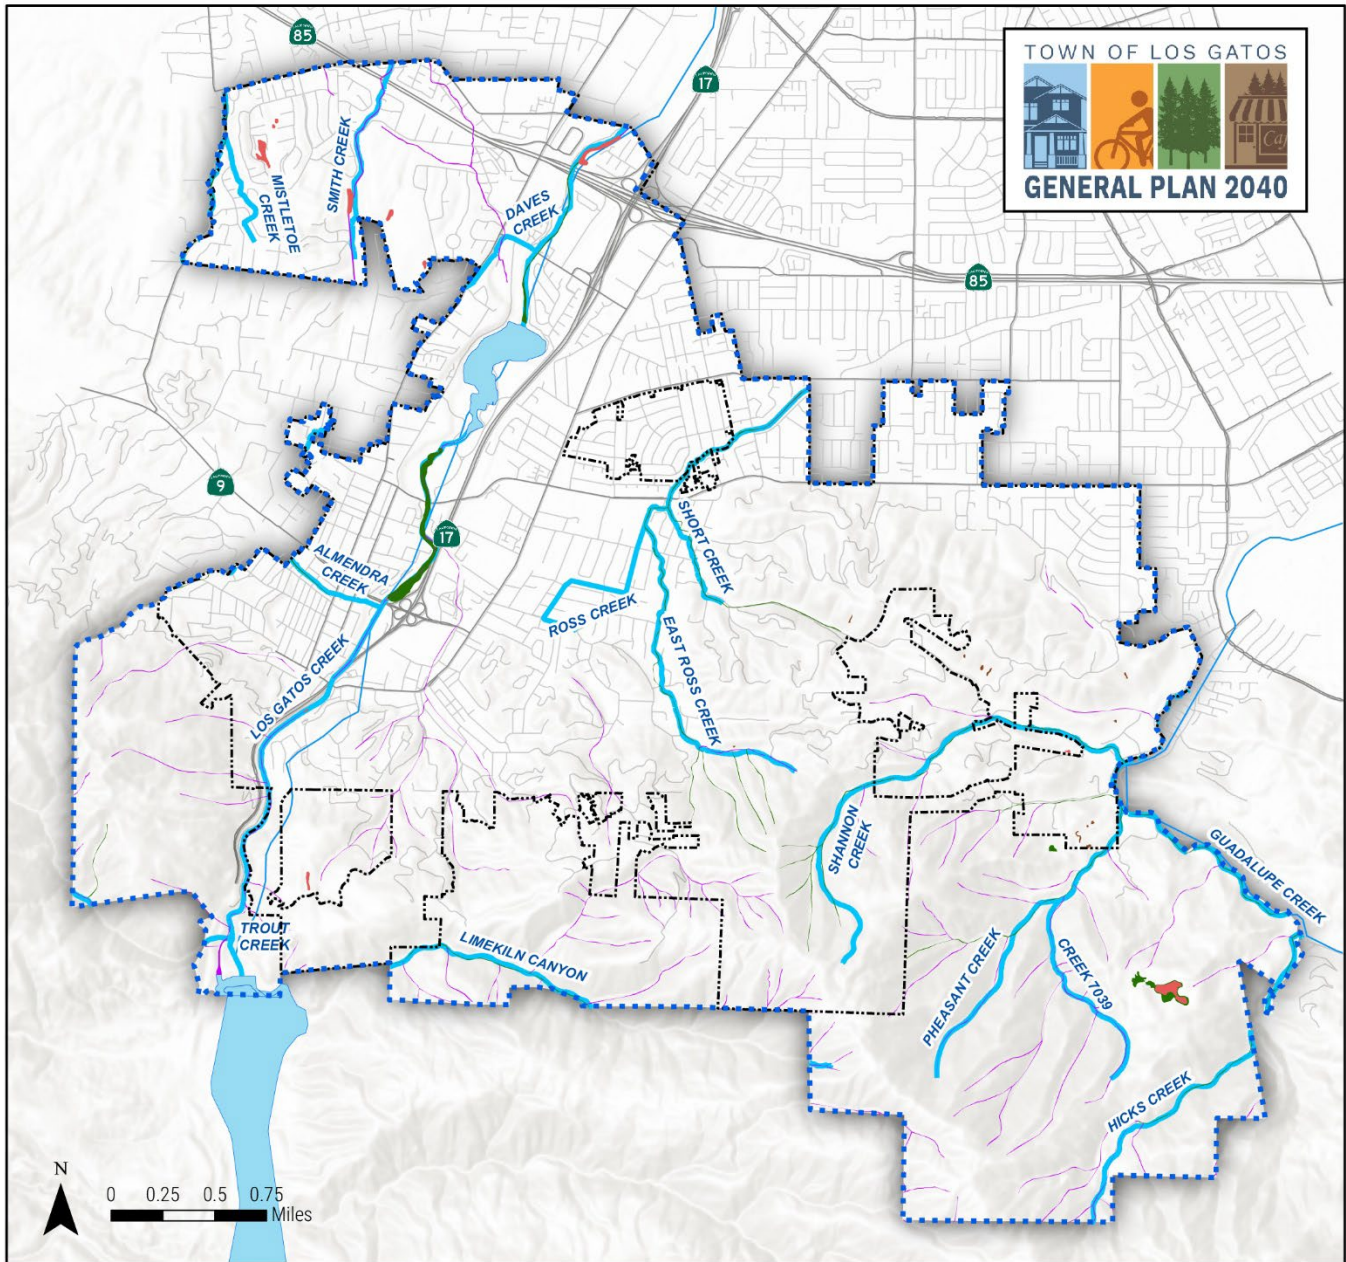 85
17
TOWN OF LOS GATOS
Caf
GENERAL PLAN 2040
SMITH CREEK
MISTLETOE
CREEK
DAVES
CREEK
85
9
17
SHORT CREEK
ALMENDRA
CREEK
ROSS CREEK
EAST ROSS CREEK
LOS GATOS CREEK
SHANNON
CREEK
GUADALUPE CREEK
TROUT
CREEK
LIMEKILN CANYON
PHEASANT CREEK
CREEK 7039
HICKS CREEK
N
0 0.25 0.5 0.75
Miles